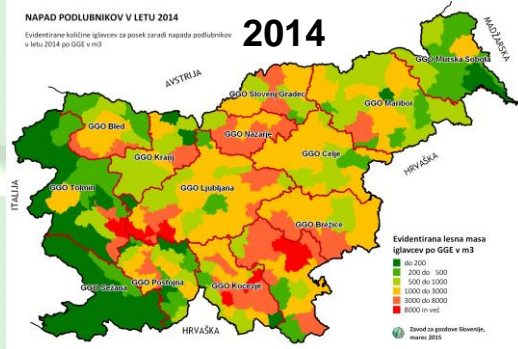 NAPAD PODLUBNIKOV V LETU 2014
Evidentirane količine iglavcev za posek zaradi napada podlubnikov
v letu 2014 po GGE v m3
2014
MADŽARSKA
AVSTRIJA
GGO Murska Sobota
GGO Slovenj Gradec
GGO Maribor
GGO Bled
GGO Nazarje
GGO Kranj
GGO Celje
HRVAŠKA
GGO Tolmin
GGO Ljubljana
ITALIJA
GGO Brežice
GGO Postojna
GGO Sežana
GGO Kočevje
HRVAŠKA
Evidentirana lesna masa
iglavcev po GGE v m3
do 200
200 do 500
500 do 1000
1000 do 3000
3000 do 8000
8000 in več
Zavod za gozdove Slovenije,
marec 2015